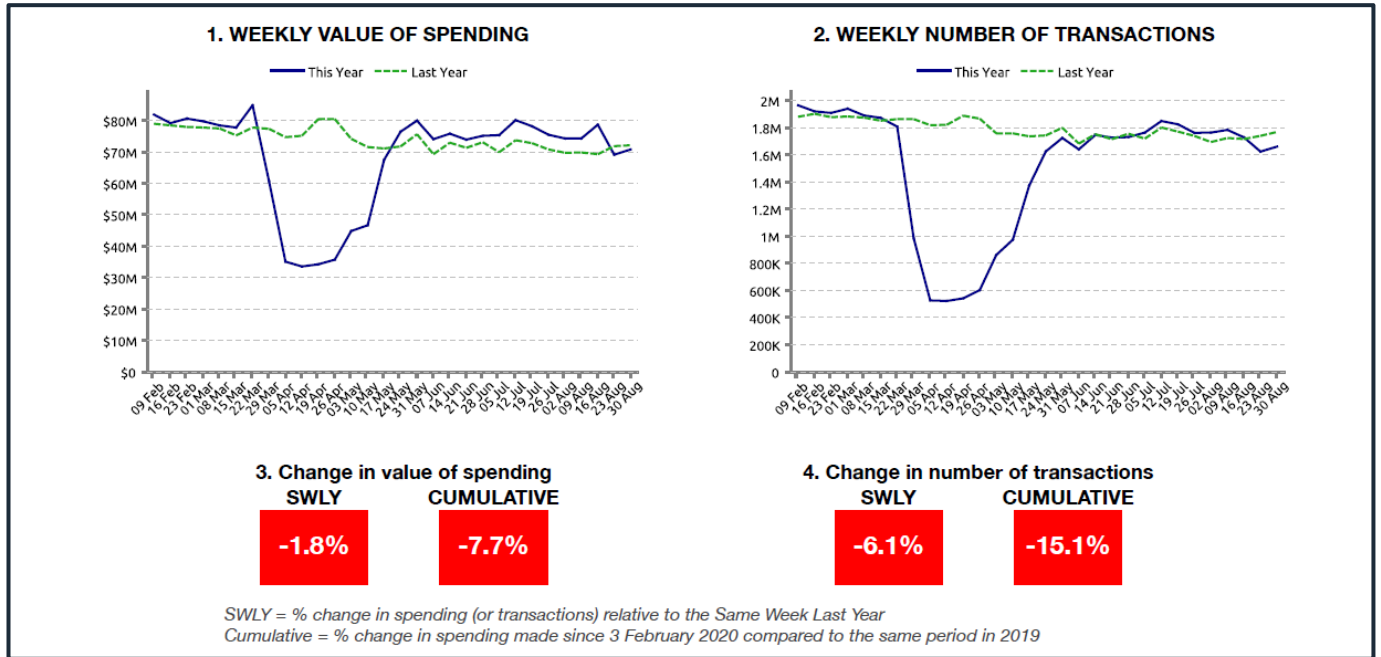 1. WEEKLY VALUE OF SPENDING
This Year Last Year
$80M
$70M
$60M
$50M
$40M
$30M
$20M
$10M
$0
09 Feb
16 Feb
23 Feb
01 Mar
08 Mar
15 Mar
22 Mar
29 Mar
05 Apr
12 Apr
19 Apr
26 Apr
03 May
10 May
17 May
24 May
31 May
07 Jun
14 Jun
21 Jun
28 Jun
05 Jul
12 Jul
19 Jul
26 Jul
02 Aug
09 Aug
16 Aug
23 Aug
30 Aug
2. WEEKLY NUMBER OF TRANSACTIONS
This Year Last Year
2M
1.8M
1.6M
1.4M
1.2M
1M
800K
600K
400K
200K
0
09 Feb
16 Feb
23 Feb
01 Mar
08 Mar
15 Mar
22 Mar
29 Mar
05 Apr
12 Apr
19 Apr
26 Apr
03 May
10 May
17 May
24 May
31 May
07 Jun
14 Jun
21 Jun
28 Jun
05 Jul
12 Jul
19 Jul
26 Jul
02 Aug
09 Aug
16 Aug
23 Aug
30 Aug
3. Change in value of spending
SWLY CUMULATIVE
-1.8% -7.7%
4. Change in number of transactions
SWLY CUMULATIVE
-6.1% -15.1%
SWLY = % change in spending (or transactions) relative to the Same Week Last Year
Cumulative = % change in spending made since 3 February 2020 compared to the same period in 2019